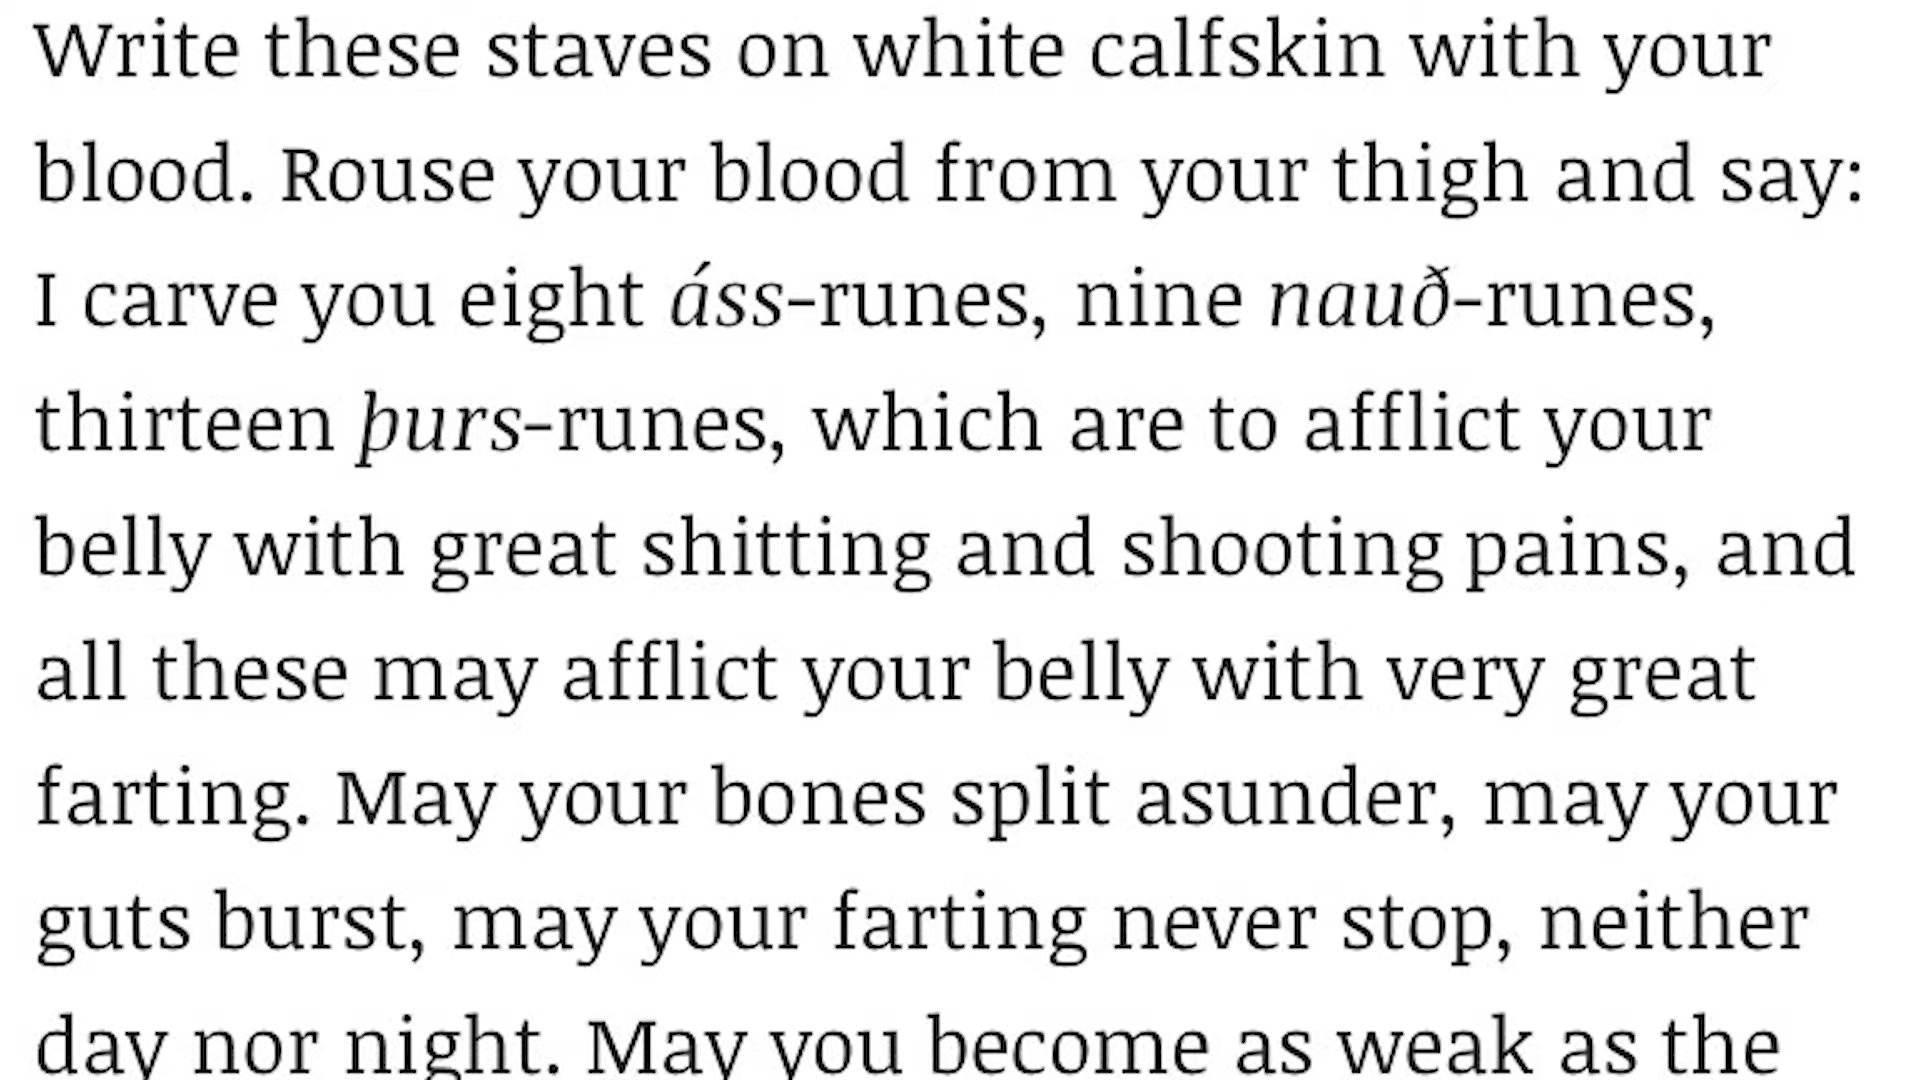 Write these staves on white calfskin with your
blood. Rouse your blood from your thigh and say:
I carve you eight áss-runes, nine nauð-runes,
thirteen þurs-runes, which are to afflict your
belly with great shitting and shooting pains, and
all these may afflict your belly with very great
farting. May your bones split asunder, may your
guts burst, may your farting never stop, neither
day nor night. May you become as weak as the